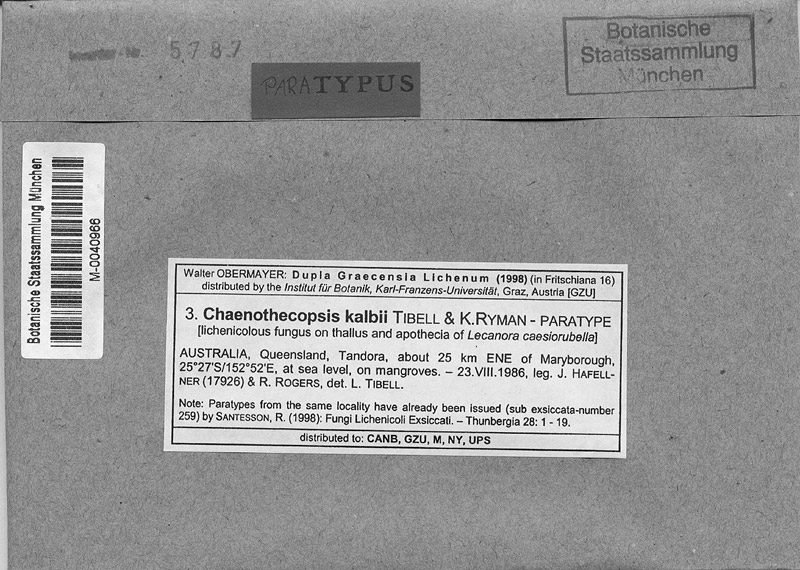 5787
PARATYPUS
Botanische
Staatssammlung
München
Botanische Staatssammlung München
M-0040966
Walter OBERMAYER: Dupla Graecensia Lichenum (1998) (in Fritschiana 16)
distributed by the Institut für Botanik, Karl-Franzens-Universität, Graz, Austria [GZU]
3. Chaenothecopsis kalbii TIBELL & K.RYMAN - PARATYPE
[lichenicolous fungus on thallus and apothecia of Lecanora caesiorubella]
AUSTRALIA, Queensland, Tandora, about 25 km ENE of Maryborough,
25°27'S/152°52'E, at sea level, on mangroves. – 23.VIII.1986, leg. J. HAFELL-
NER (17926) & R. ROGERS, det. L. TIBELL.
Note: Paratypes from the same locality have already been issued (sub exsiccata-number
259) by SANTESSON, R. (1998): Fungi Lichenicoli Exsiccati. – Thunbergia 28: 1 - 19.
distributed to: CANB, GZU, M, NY, UPS